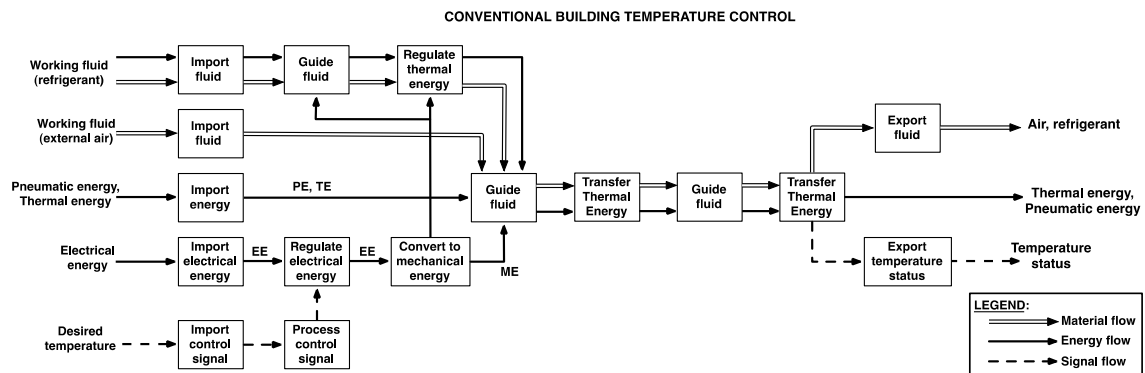 CONVENTIONAL BUILDING TEMPERATURE CONTROL
Working fluid
(refrigerant)
Import
fluid
Guide
fluid
Regulate
thermal
energy
Working fluid
(external air)
Import
fluid
Export
fluid
Air, refrigerant
Pneumatic energy,
Thermal energy
Import
energy
PE, TE
Guide
fluid
Transfer
Thermal
Energy
Guide
fluid
Transfer
Thermal
Energy
Thermal energy,
Pneumatic energy
Electrical
energy
Import
electrical
energy
EE
Regulate
electrical
energy
EE
Convert to
mechanical
energy
ME
Export
temperature
status
Temperature
status
Desired
temperature
Import
control
signal
Process
control
signal
LEGEND:
Material flow
Energy flow
Signal flow